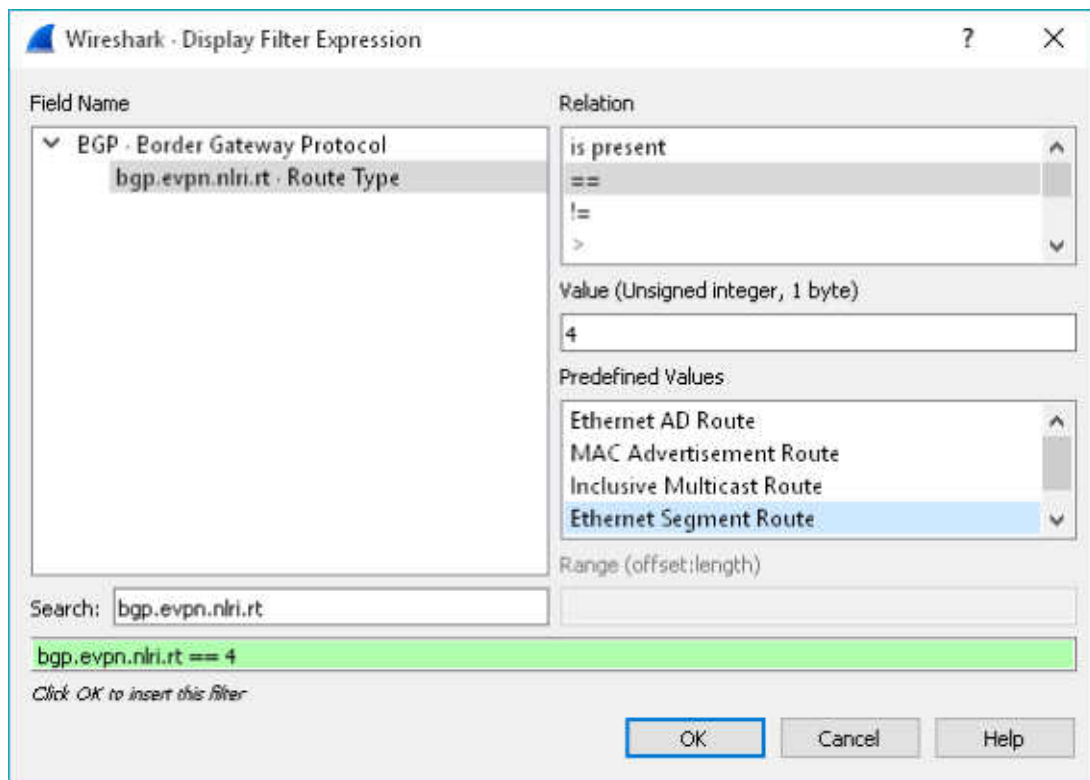 Wireshark · Display Filter Expression
?
Field Name
BGP · Border Gateway Protocol
bgp.evpn.nlri.rt · Route Type
Relation
is present
==
!=
>
Value (Unsigned integer, 1 byte)
4
Predefined Values
Ethernet AD Route
MAC Advertisement Route
Inclusive Multicast Route
Ethernet Segment Route
Range (offset:length)
Search: bgp.evpn.nlri.rt
bgp.evpn.nlri.rt == 4
Click OK to insert this filter
OK Cancel Help